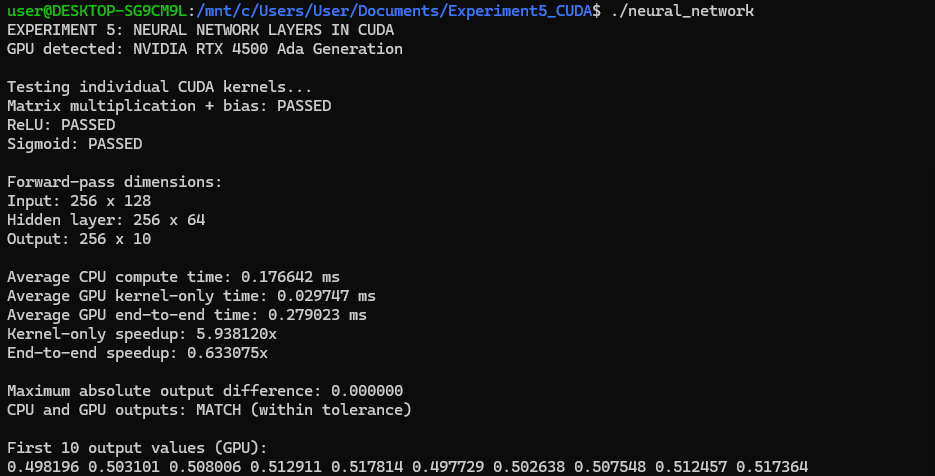 user@DESKTOP-SG9CM9L:/mnt/c/Users/User/Documents/Experiment5_CUDA$ ./neural_network
EXPERIMENT 5: NEURAL NETWORK LAYERS IN CUDA
GPU detected: NVIDIA RTX 4500 Ada Generation
Testing individual CUDA kernels...
Matrix multiplication + bias: PASSED
ReLU: PASSED
Sigmoid: PASSED
Forward-pass dimensions:
Input: 256 x 128
Hidden layer: 256 x 64
Output: 256 x 10
Average CPU compute time: 0.176642 ms
Average GPU kernel-only time: 0.029747 ms
Average GPU end-to-end time: 0.279023 ms
Kernel-only speedup: 5.938120x
End-to-end speedup: 0.633075x
Maximum absolute output difference: 0.000000
CPU and GPU outputs: MATCH (within tolerance)
First 10 output values (GPU):
0.498196 0.503101 0.508006 0.512911 0.517814 0.497729 0.502638 0.507548 0.512457 0.517364